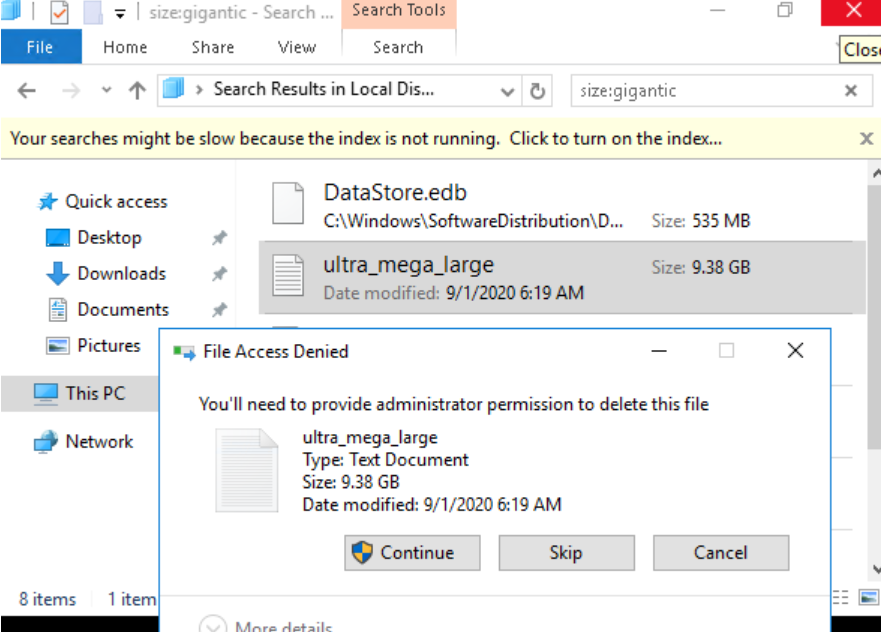 size:gigantic - Search ...
Search Tools
File
Home
Share
View
Search
Search Results in Local Dis...
size:gigantic
Your searches might be slow because the index is not running. Click to turn on the index...
Quick access
Desktop
Downloads
Documents
Pictures
This PC
Network
DataStore.edb
C:\Windows\SoftwareDistribution\D...
Size: 535 MB
ultra_mega_large
Size: 9.38 GB
Date modified: 9/1/2020 6:19 AM
File Access Denied
You'll need to provide administrator permission to delete this file
ultra_mega_large
Type: Text Document
Size: 9.38 GB
Date modified: 9/1/2020 6:19 AM
Continue
Skip
Cancel
More details
8 items
1 item